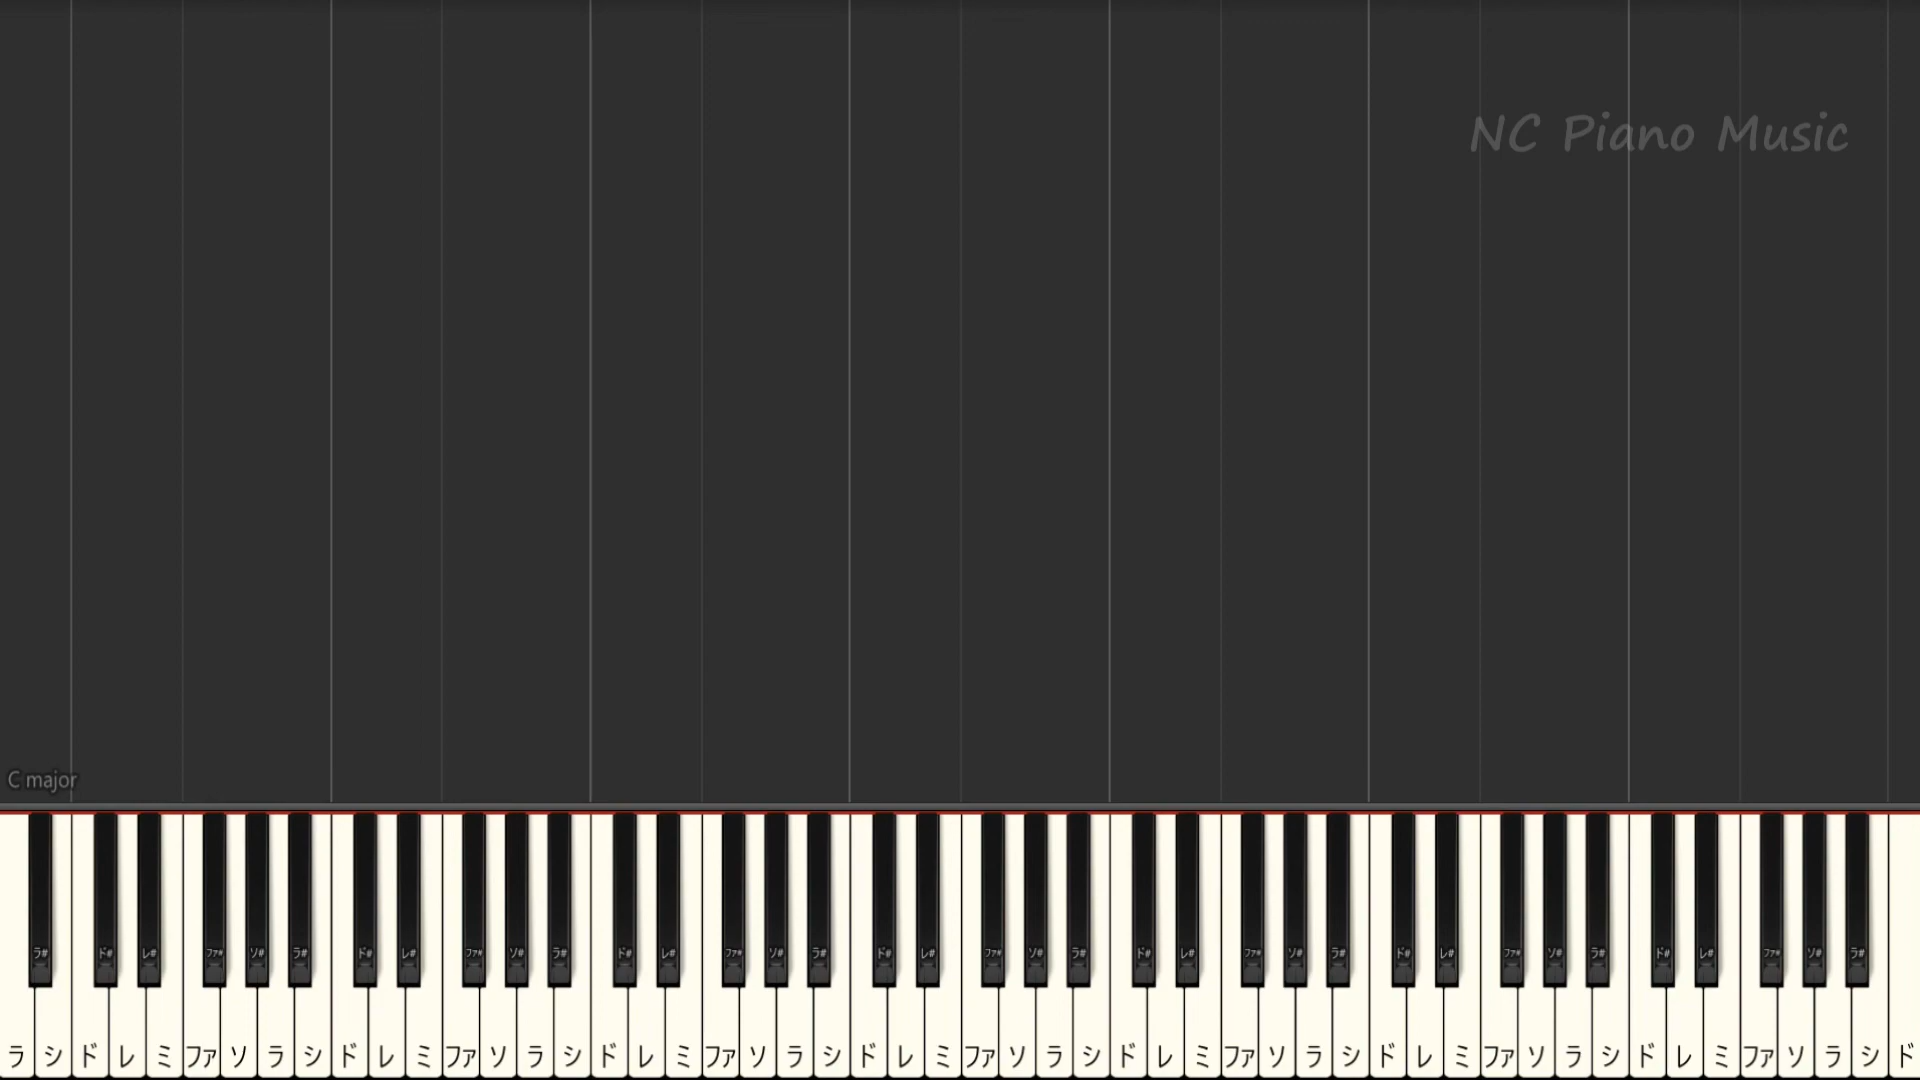 NC Piano Music
C major
ラ# ド# レ# ファ# ソ# ラ# ド# レ# ファ# ソ# ラ# ド# レ# ファ# ソ# ラ# ド# レ# ファ# ソ# ラ# ド# レ# ファ# ソ# ラ# ド# レ# ファ# ソ# ラ# ド# レ# ファ# ソ# ラ#
ラ シ ド レ ミ ファ ソ ラ シ ド レ ミ ファ ソ ラ シ ド レ ミ ファ ソ ラ シ ド レ ミ ファ ソ ラ シ ド レ ミ ファ ソ ラ シ ド レ ミ ファ ソ ラ シ ド レ ミ ファ ソ ラ シ ド